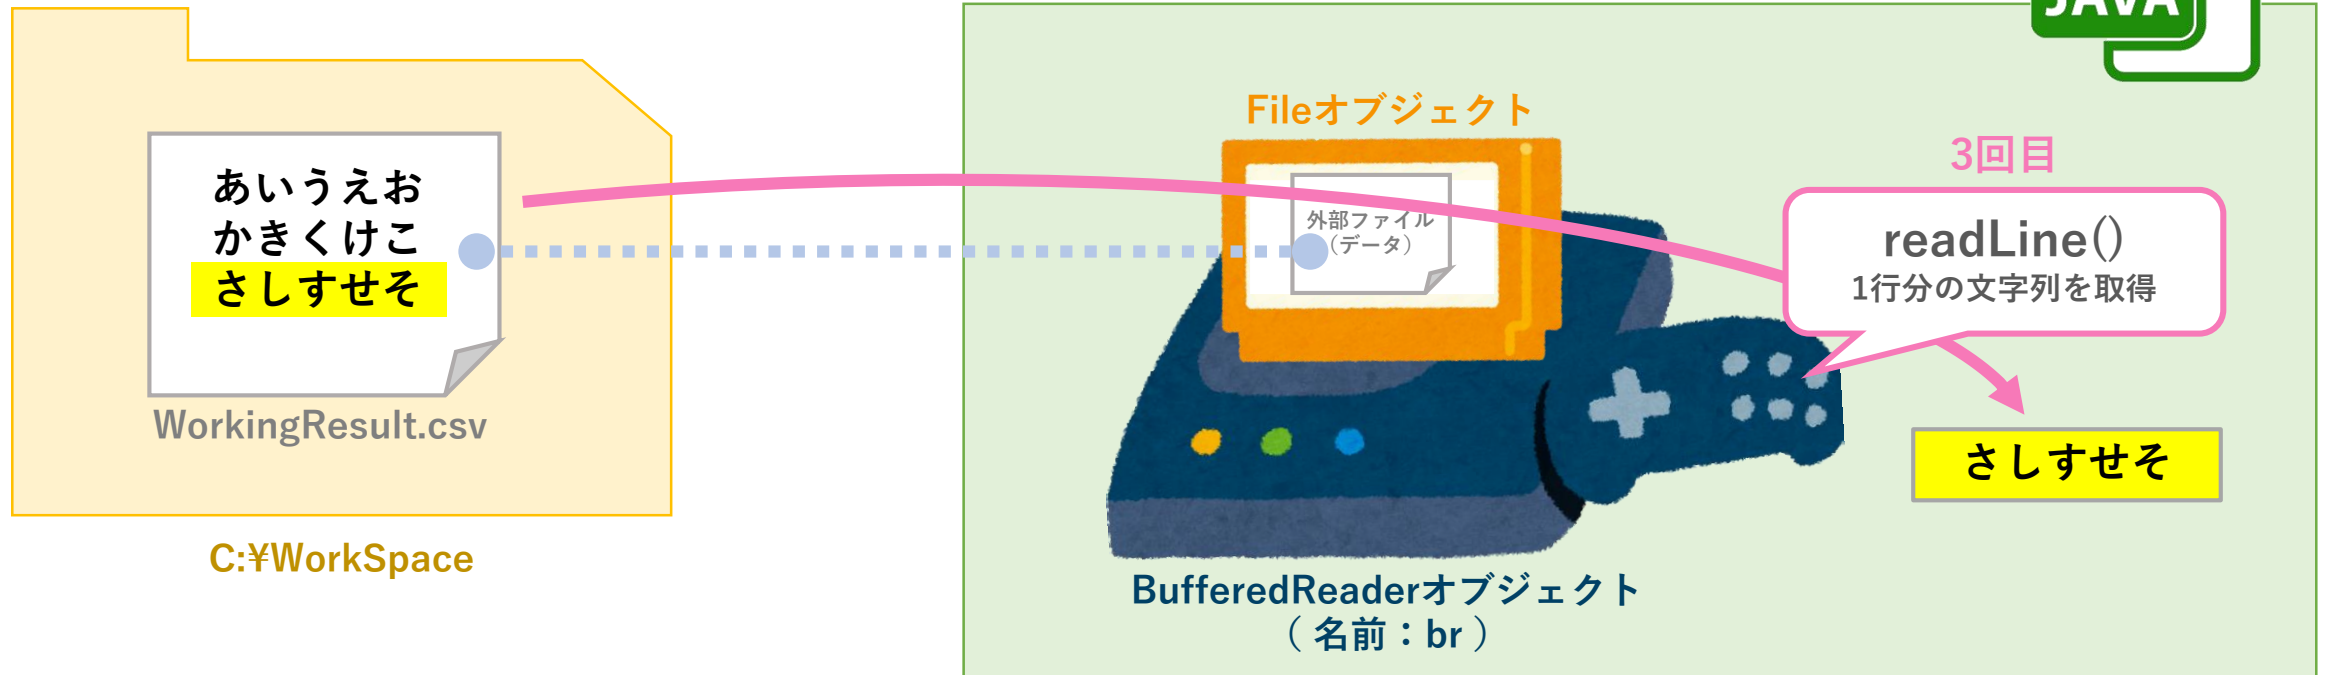 あいうえお
かきくけこ
さしすせそ
WorkingResult.csv
C:¥WorkSpace
JAVA
Fileオブジェクト
外部ファイル
（データ）
3回目
readLine()
1行分の文字列を取得
さしすせそ
BufferedReaderオブジェクト
（ 名前：br ）